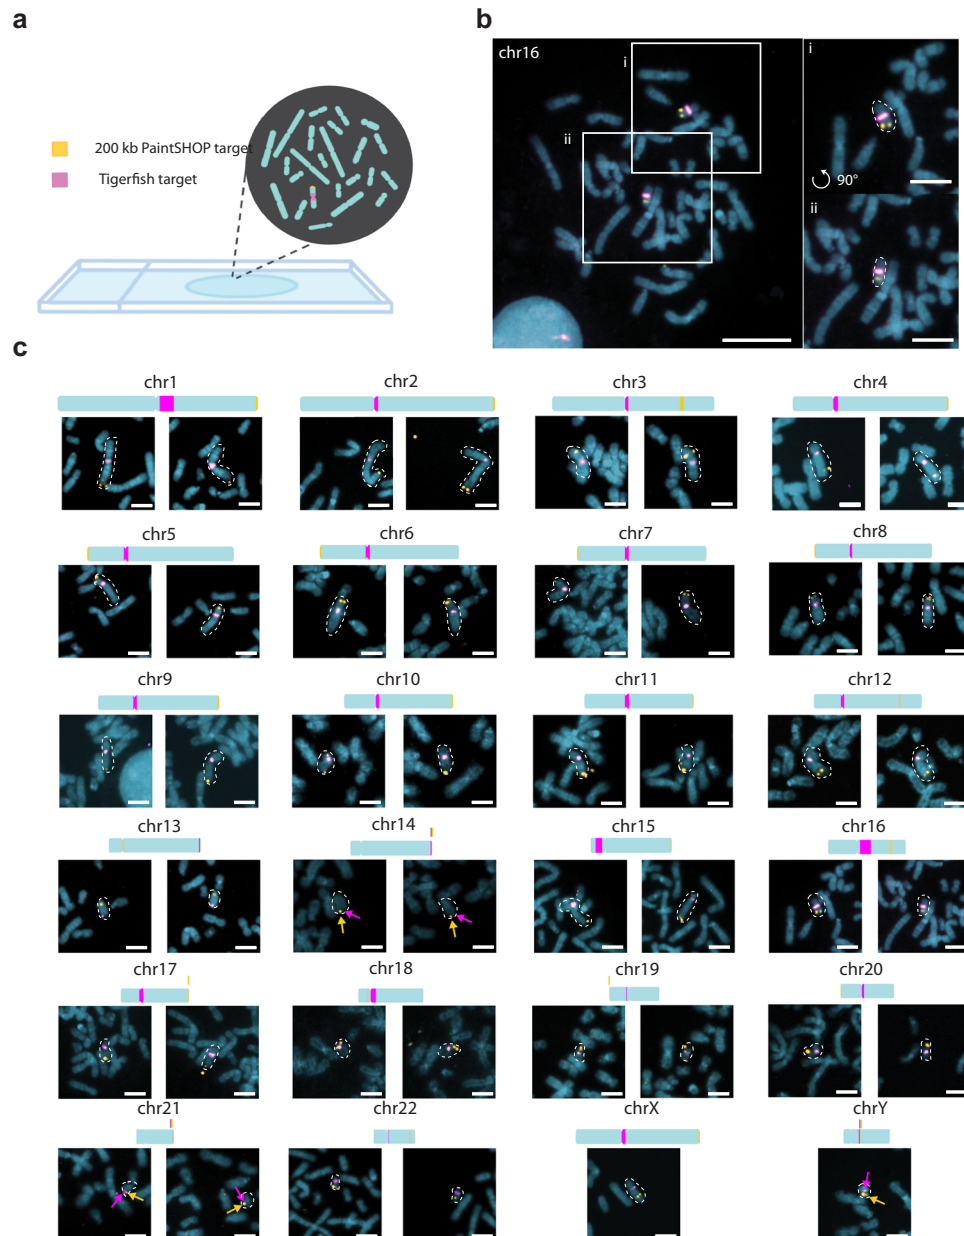 a
200 kb PaintSHOP target
Tigerfish target
b
chr16
i
ii
i
90°
ii
c
chr1
chr2
chr3
chr4
chr5
chr6
chr7
chr8
chr9
chr10
chr11
chr12
chr13
chr14
chr15
chr16
chr17
chr18
chr19
chr20
chr21
chr22
chrX
chrY